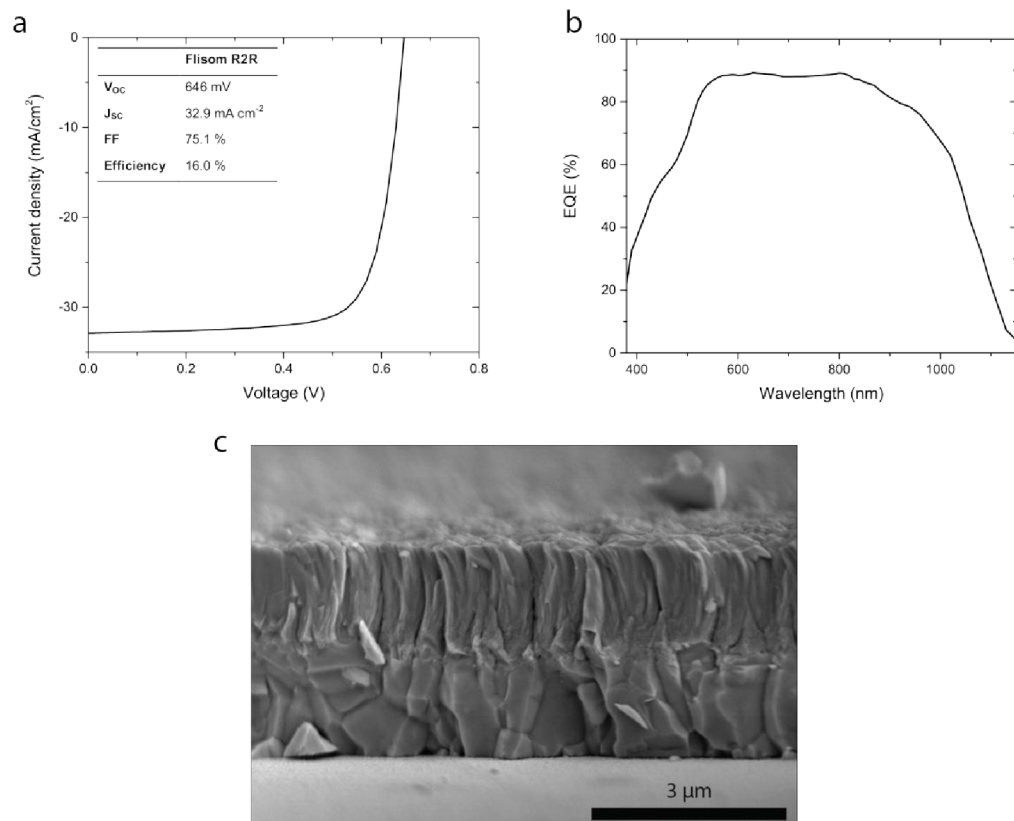 a
Flisom R2R
V_OC 646 mV
J_SC 32.9 mA cm⁻²
FF 75.1 %
Efficiency 16.0 %
Current density (mA/cm²)
0
-10
-20
-30
0.0 0.2 0.4 0.6 0.8
Voltage (V)
b
EQE (%)
100
80
60
40
20
0
400 600 800 1000
Wavelength (nm)
c
3 µm